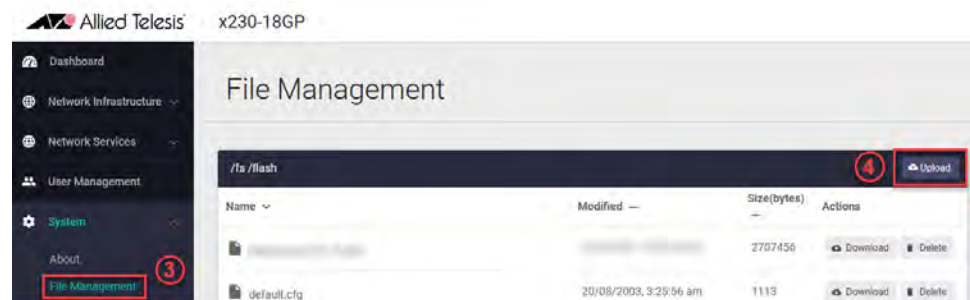 Allied Telesis
x230-18GP
Dashboard
Network Infrastructure
Network Services
User Management
System
About
③
File Management
File Management
/fs /flash
④
Upload
Name
Modified
Size(bytes)
Actions
2707456
Download
Delete
default.cfg
20/08/2003, 3:25:56 am
1113
Download
Delete